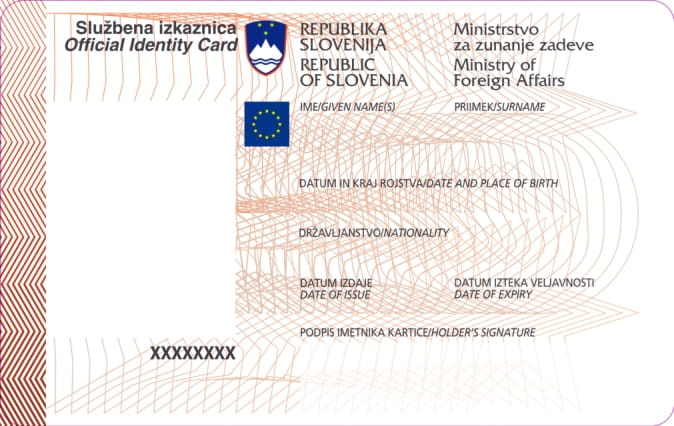 Službena izkaznica
Official Identity Card
REPUBLIKA
SLOVENIJA
REPUBLIC
OF SLOVENIA
Ministrstvo
za zunanje zadeve
Ministry of
Foreign Affairs
IME/GIVEN NAME(S)
PRIIMEK/SURNAME
DATUM IN KRAJ ROJSTVA/DATE AND PLACE OF BIRTH
DRŽAVLJANSTVO/NATIONALITY
DATUM IZDAJE
DATE OF ISSUE
DATUM IZTEKA VELJAVNOSTI
DATE OF EXPIRY
PODPIS IMETNIKA KARTICE/HOLDER'S SIGNATURE
XXXXXXXX